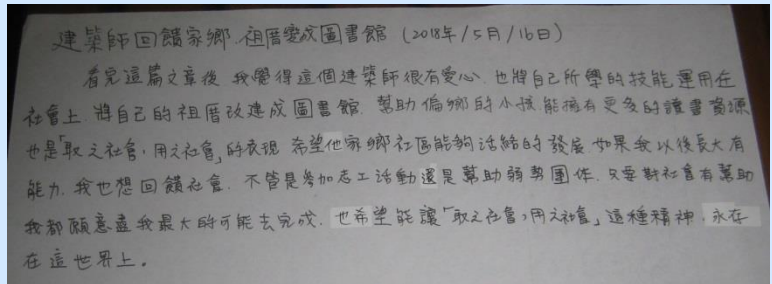 建築師回饋家鄉.祖厝變成圖書館 (2018年/5月/16日)
看完這篇文章後.我覺得這個建築師很有愛心.也將自己所學的技能運用在
社會上.將自己的祖厝改建成圖書館.幫助偏鄉的小孩.能擁有更多的讀書資源
也是「取之社會,用之社會」的表現.希望他家鄉社區能夠活絡的發展.如果我以後長大有
能力.我也想回饋社會.不管是參加志工活動還是幫助弱勢團体.只要對社會有幫助
我都願意盡我最大的可能去完成.也希望能讓「取之社會,用之社會」這種精神.永存
在這世界上。